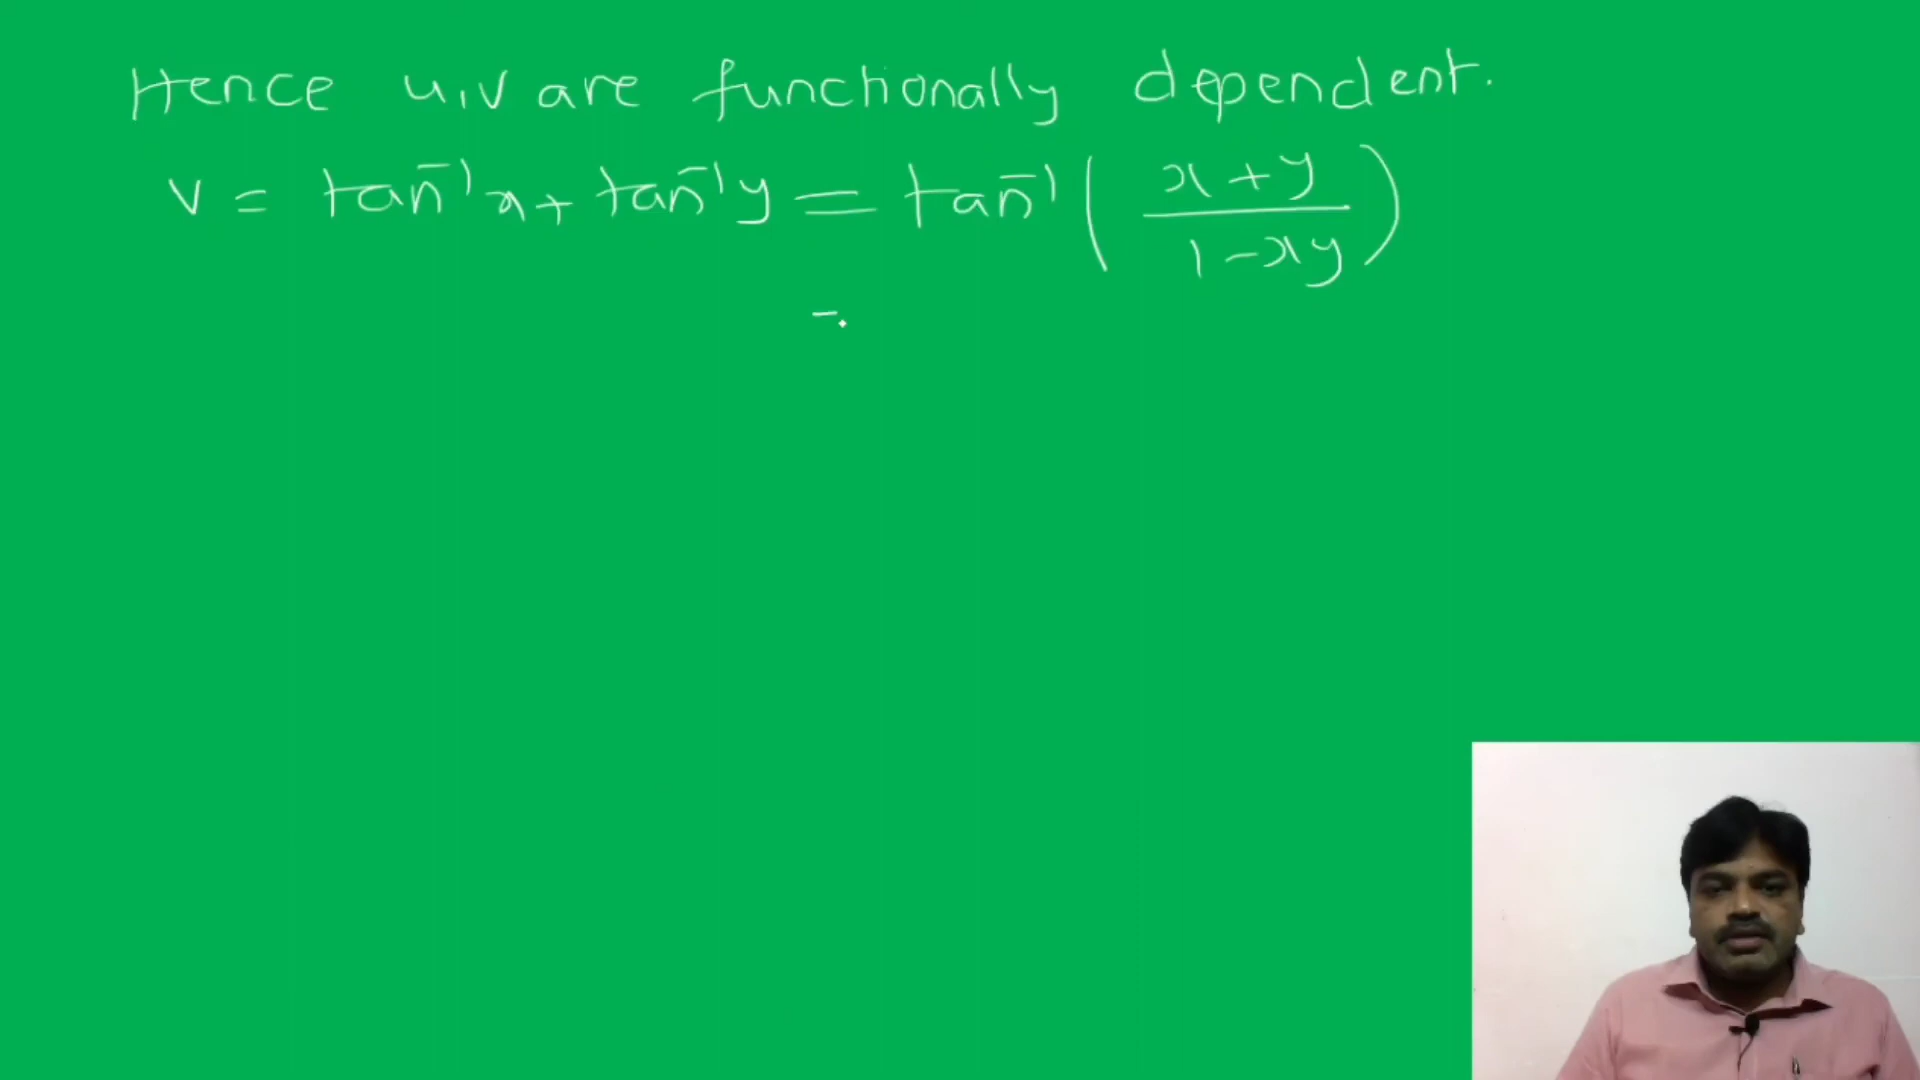 Hence u,v are functionally dependent.
v = tan⁻¹x + tan⁻¹y = tan⁻¹((x+y)/(1-xy))